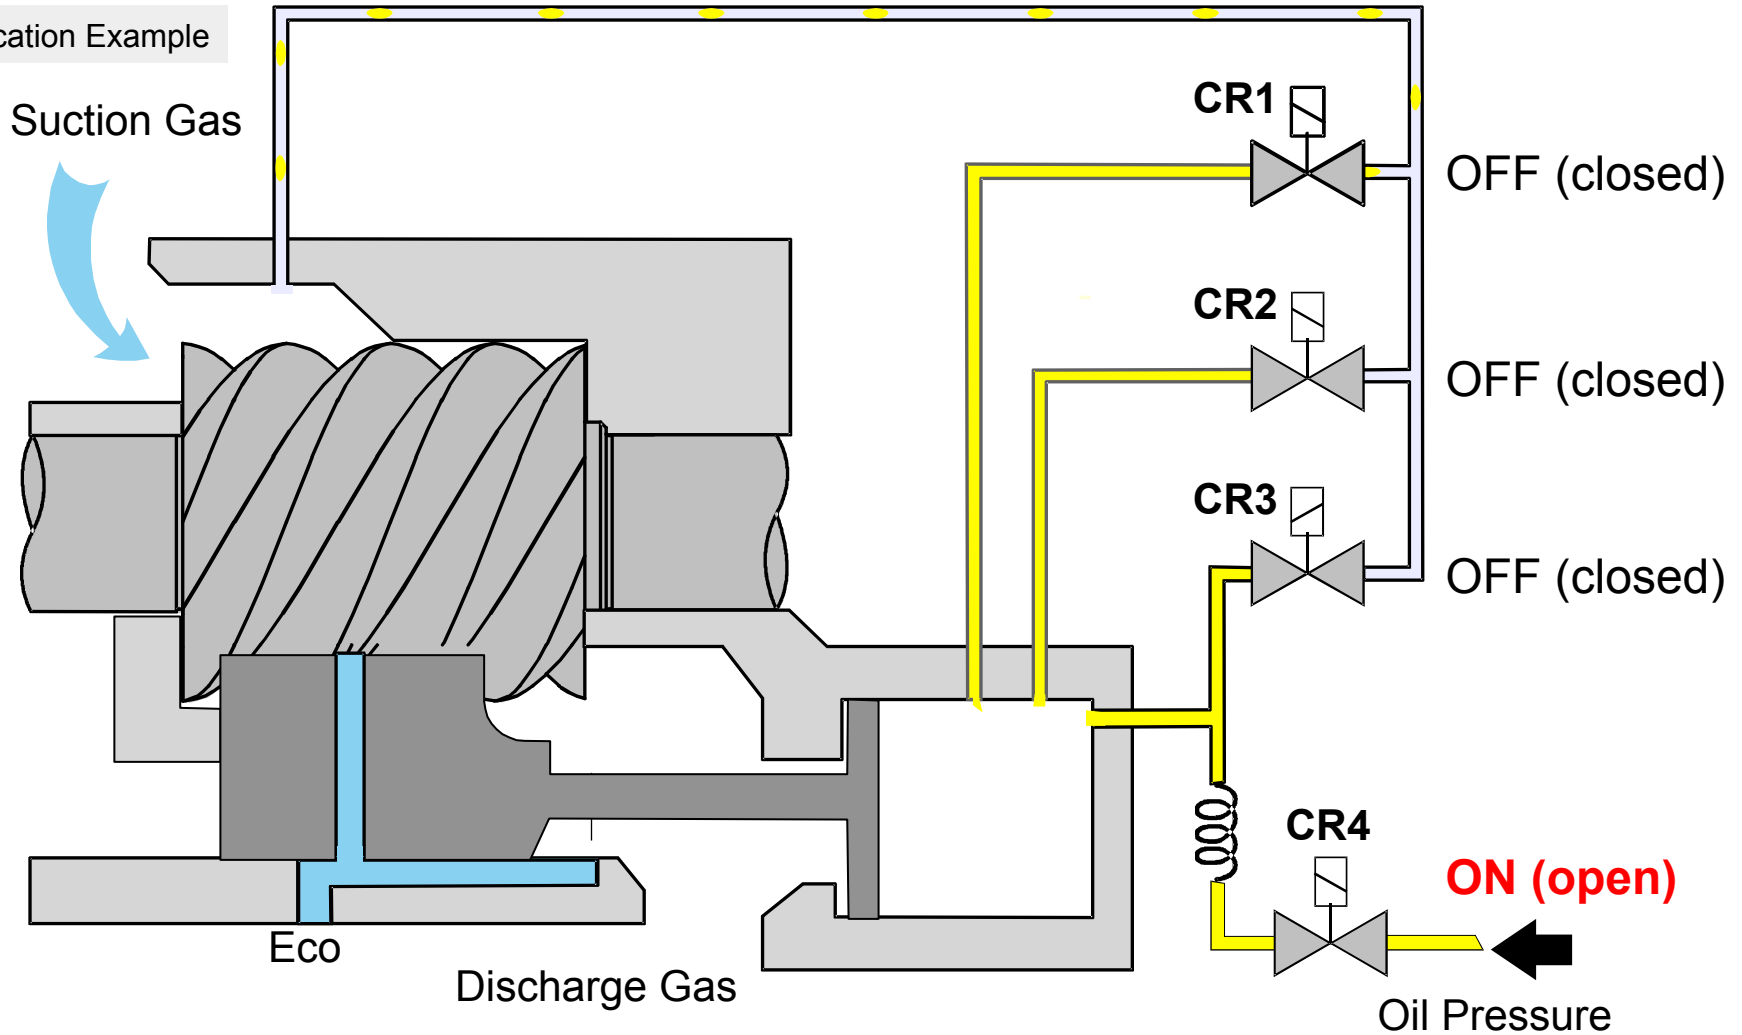 Example
Suction Gas
CR1
OFF (closed)
CR2
OFF (closed)
CR3
OFF (closed)
CR4
ON (open)
Eco
Discharge Gas
Oil Pressure